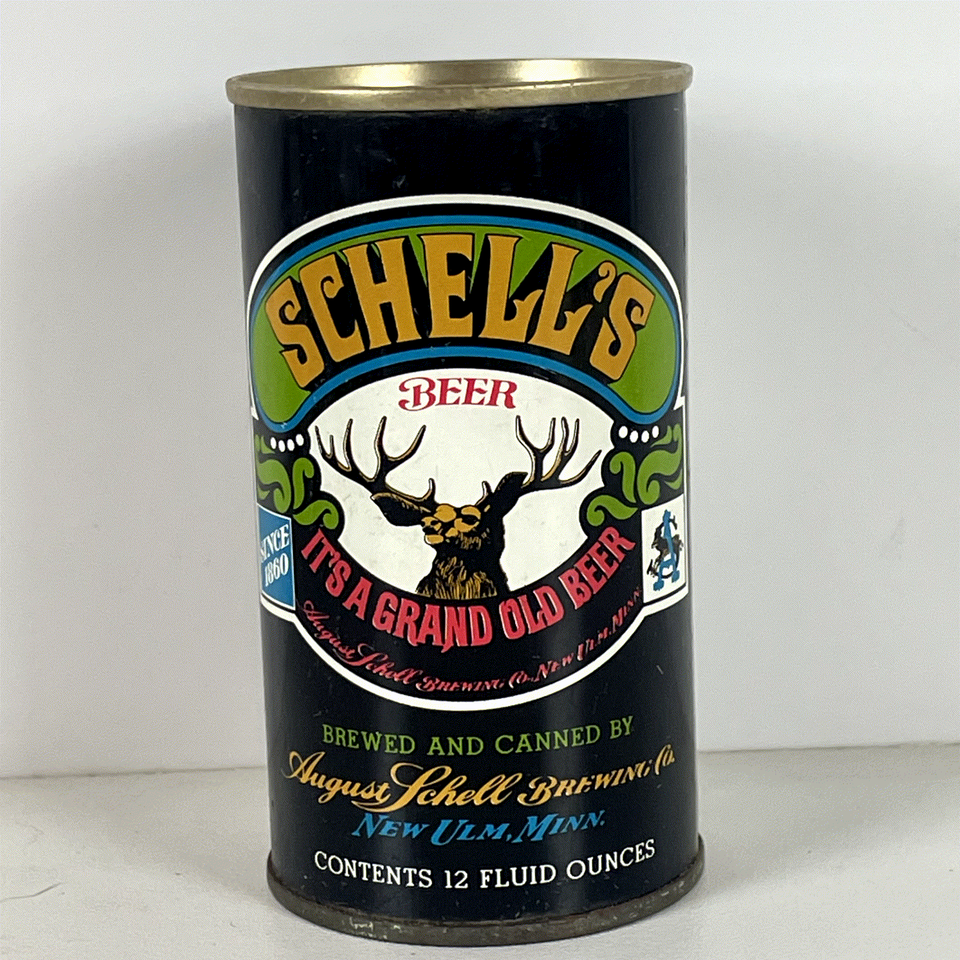 SCHELL'S
BEER
SINCE
1860
IT'S A GRAND OLD BEER
August Schell BREWING Co. NEW ULM, MINN.
BREWED AND CANNED BY
August Schell BREWING Co.
NEW ULM, MINN.
CONTENTS 12 FLUID OUNCES